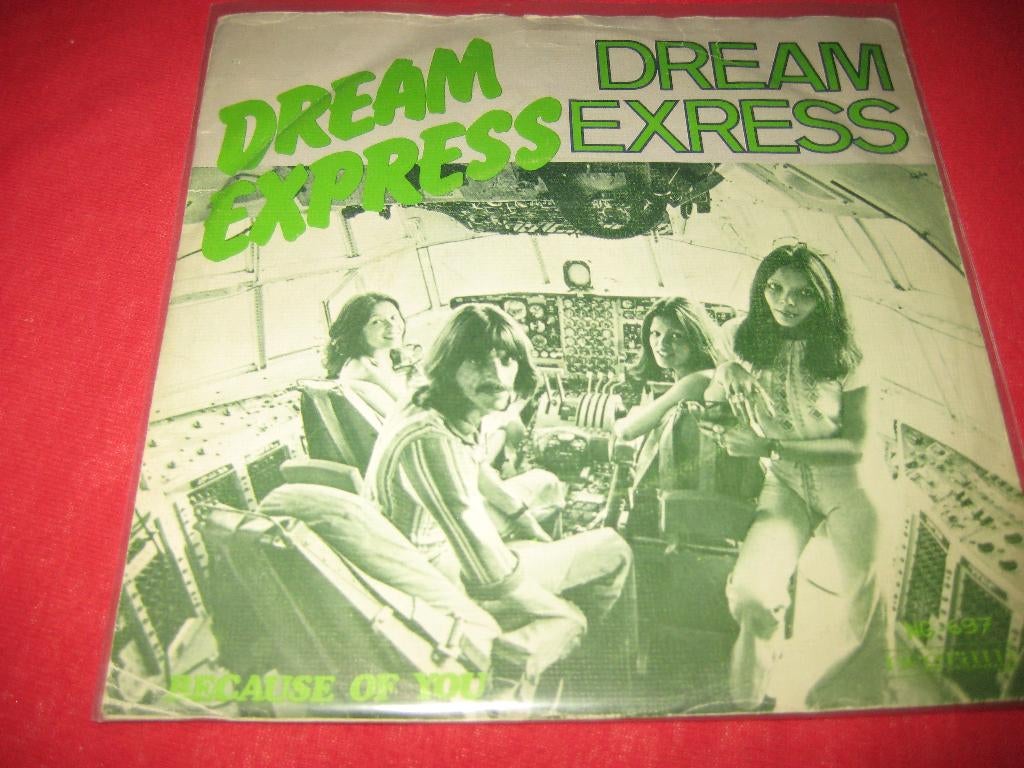 DREAM
EXPRESS
DREAM
EXRESS
BECAUSE OF YOU